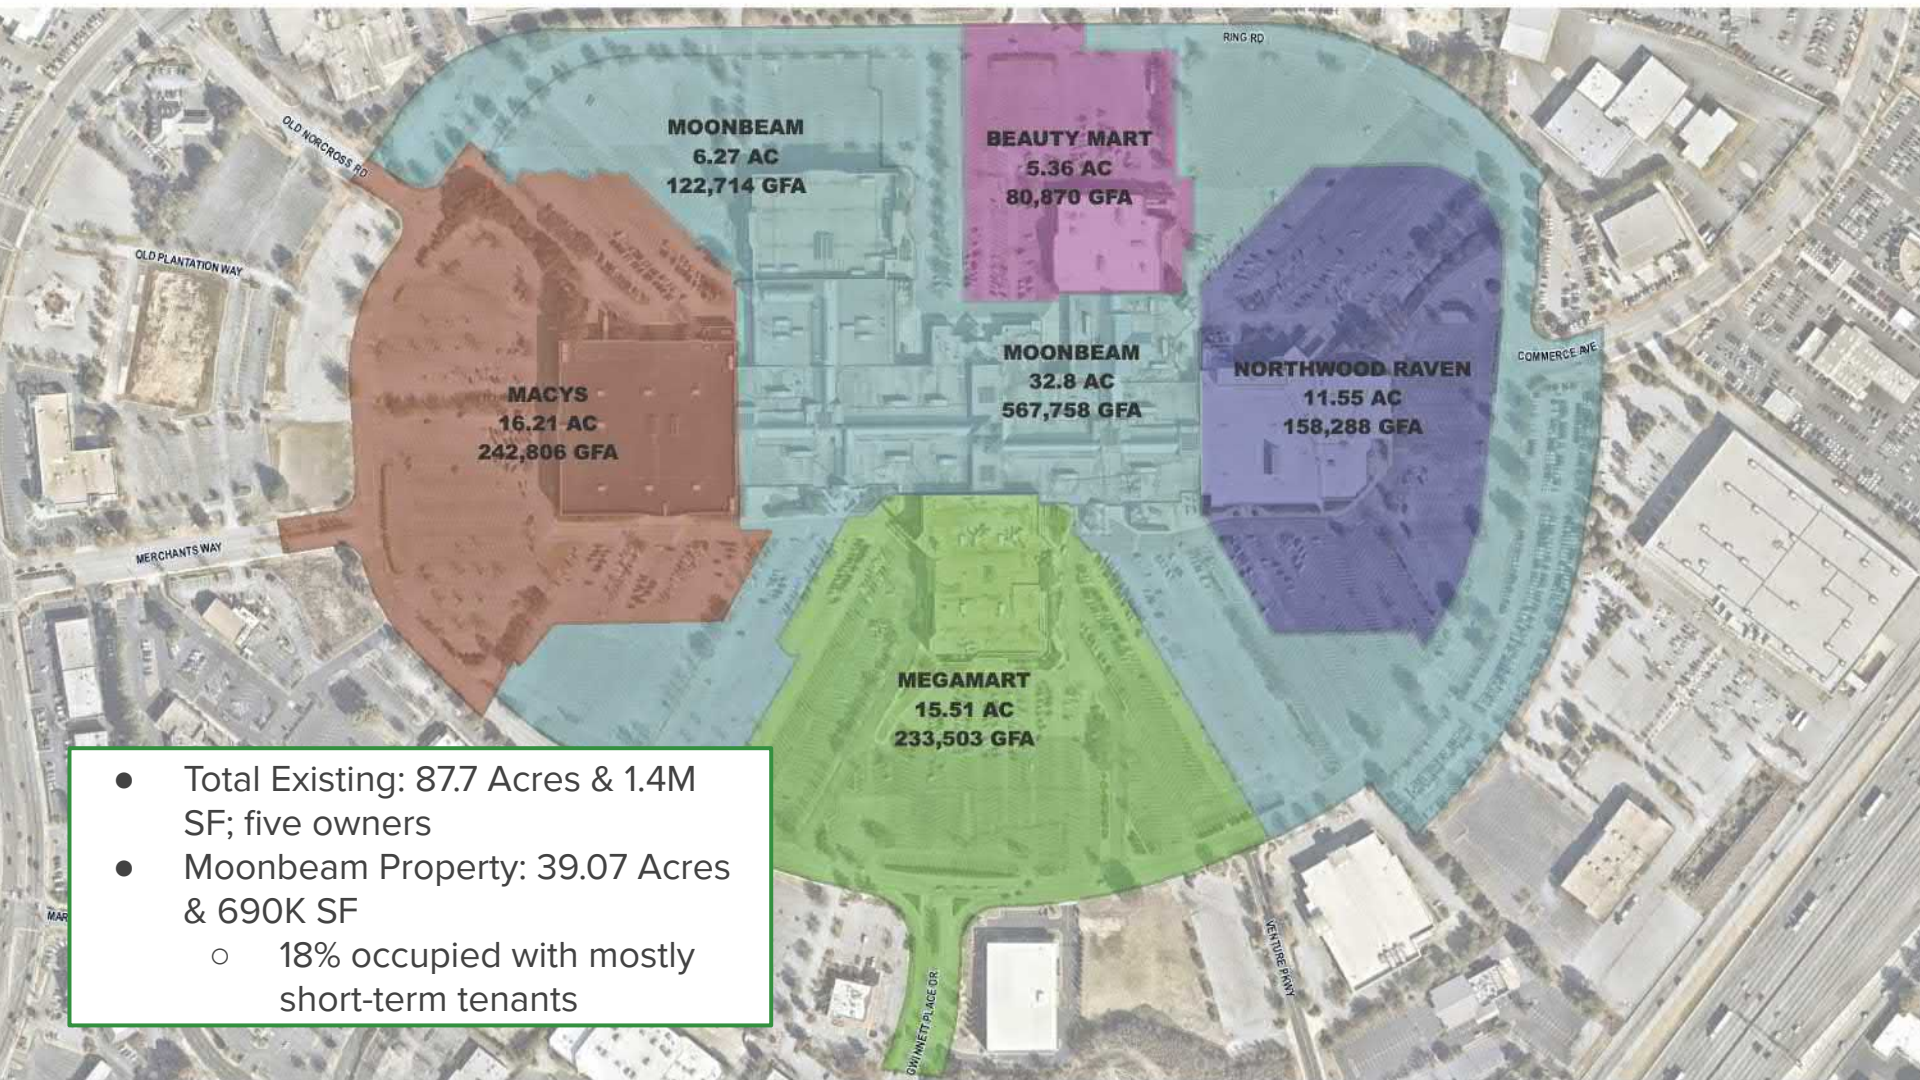 RING RD
OLD NORCROSS RD
MOONBEAM
6.27 AC
122,714 GFA
BEAUTY MART
5.36 AC
80,870 GFA
OLD PLANTATION WAY
MOONBEAM
32.8 AC
567,758 GFA
COMMERCE AVE
NORTHWOOD RAVEN
11.55 AC
158,288 GFA
MACYS
16.21 AC
242,806 GFA
MERCHANTS WAY
MEGAMART
15.51 AC
233,503 GFA
● Total Existing: 87.7 Acres & 1.4M
SF; five owners
● Moonbeam Property: 39.07 Acres
& 690K SF
○ 18% occupied with mostly
short-term tenants
MAR
VENTURE PKWY
GWINNETT PLACE DR.